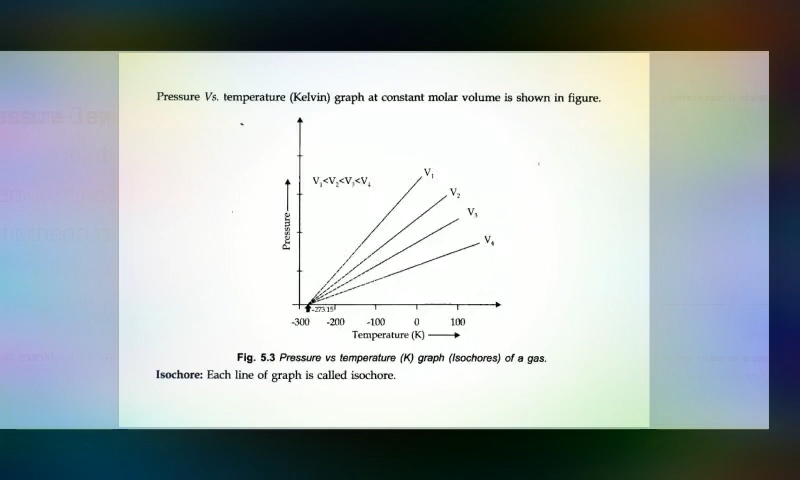 Pressure Vs. temperature (Kelvin) graph at constant molar volume is shown in figure.
V₁<V₂<V₃<V₄
V₁
V₂
V₃
V₄
Pressure
-273.15
-300 -200 -100 0 100
Temperature (K)
Fig. 5.3 Pressure vs temperature (K) graph (Isochores) of a gas.
Isochore: Each line of graph is called isochore.